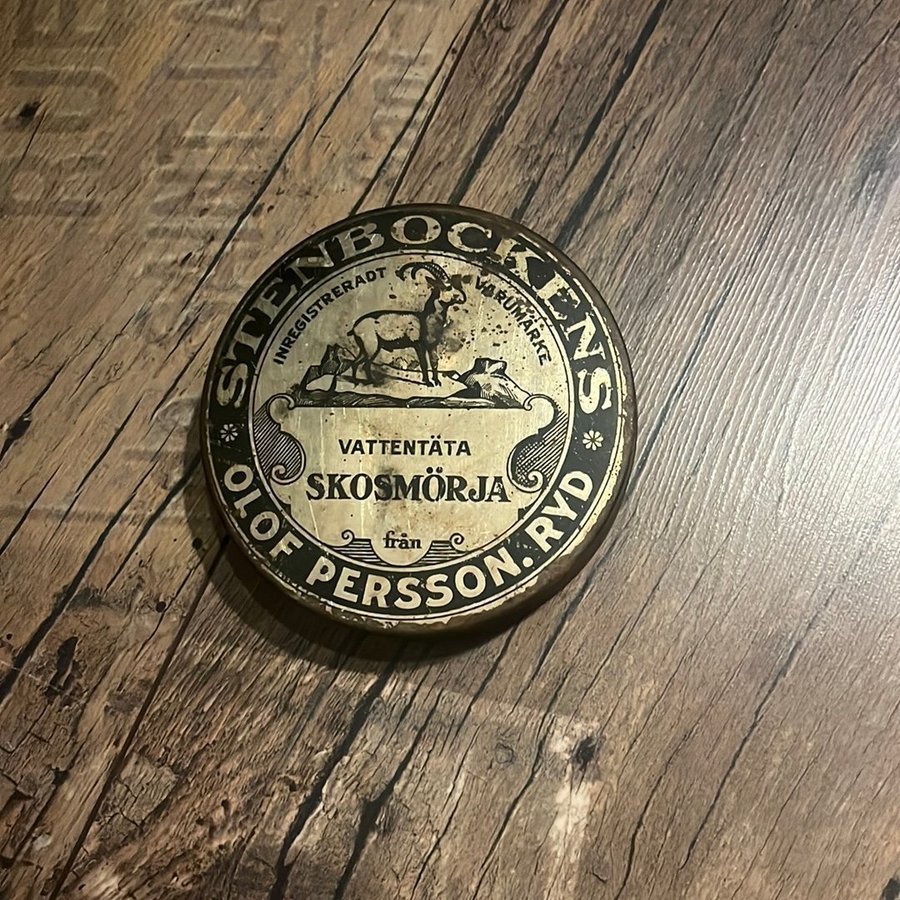 STENBOCKENS
INREGISTRERADT VARUMÄRKE
VATTENTÄTA
SKOSMÖRJA
från
OLOF PERSSON. RYD